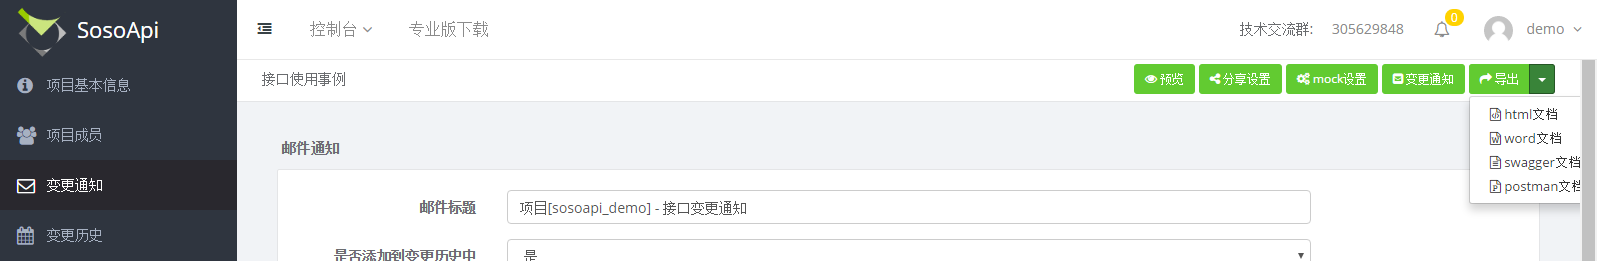 SosoApi
控制台
专业版下载
技术交流群:
305629848
0
demo
项目基本信息
项目成员
变更通知
变更历史
接口使用事例
预览
分享设置
mock设置
变更通知
导出
html文档
word文档
swagger文档
postman文档
邮件通知
邮件标题
项目[sosoapi_demo] - 接口变更通知
是否添加到变更历史中
是